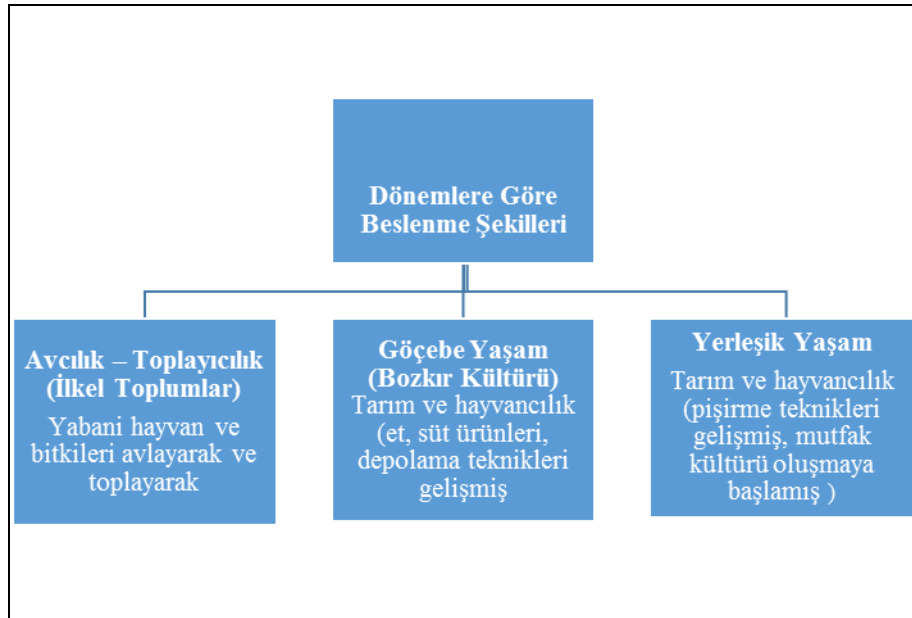 Dönemlere Göre
Beslenme Şekilleri
Avcılık – Toplayıcılık
(İlkel Toplumlar)
Yabani hayvan ve
bitkileri avlayarak ve
toplayarak
Göçebe Yaşam
(Bozkır Kültürü)
Tarım ve hayvancılık
(et, süt ürünleri,
depolama teknikleri
gelişmiş
Yerleşik Yaşam
Tarım ve hayvancılık
(pişirme teknikleri
gelişmiş, mutfak
kültürü oluşmaya
başlamış )